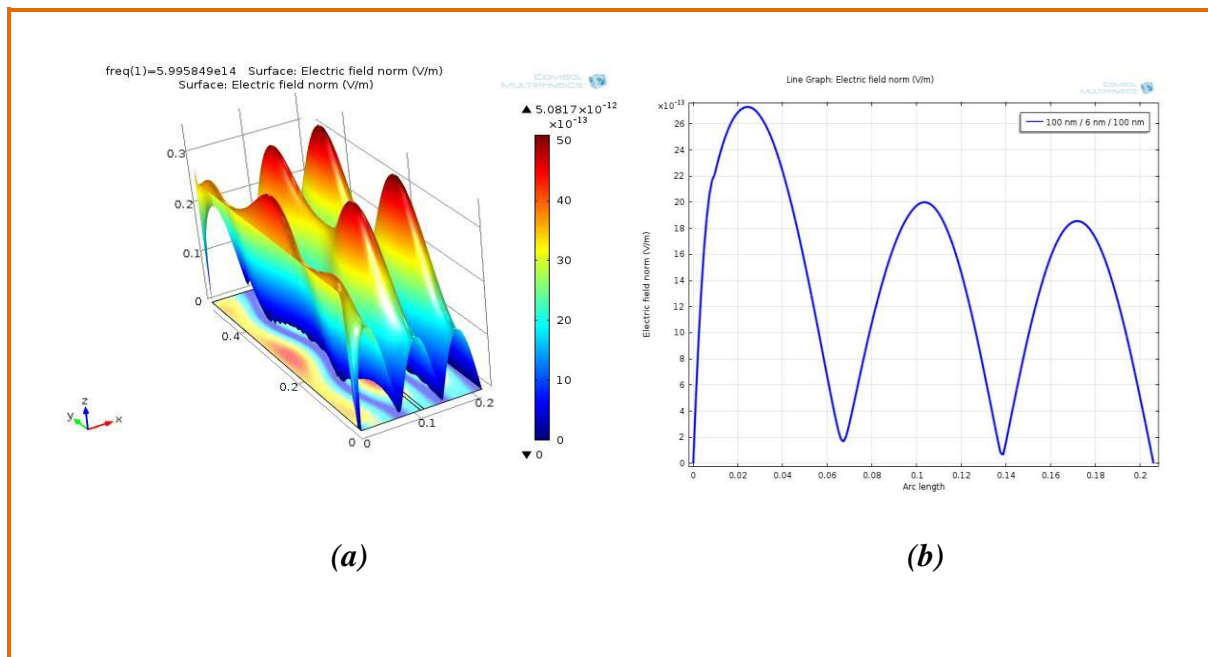 freq(1)=5.995849e14 Surface: Electric field norm (V/m)
Surface: Electric field norm (V/m)
COMSOL
MULTIPHYSICS
▲ 5.0817×10⁻¹²
×10⁻¹³
50
40
30
20
10
0
▼ 0
0.3
0.2
0.1
0
0.4
0.2
0
0
0.1
0.2
z
y
x
(a)
Line Graph: Electric field norm (V/m)
COMSOL
MULTIPHYSICS
×10⁻¹³
100 nm / 6 nm / 100 nm
26
24
22
20
18
16
14
12
10
8
6
4
2
0
Electric field norm (V/m)
0 0.02 0.04 0.06 0.08 0.1 0.12 0.14 0.16 0.18 0.2
Arc length
(b)